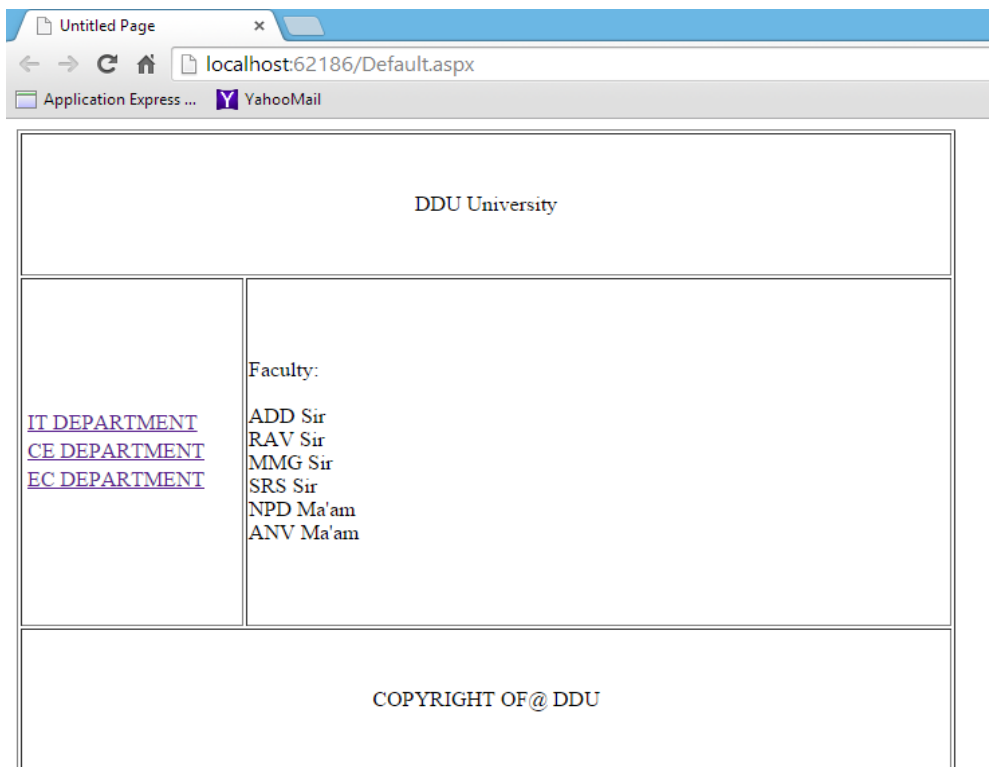 Untitled Page
localhost:62186/Default.aspx
Application Express ... YahooMail
DDU University
IT DEPARTMENT
CE DEPARTMENT
EC DEPARTMENT
Faculty:
ADD Sir
RAV Sir
MMG Sir
SRS Sir
NPD Ma'am
ANV Ma'am
COPYRIGHT OF@ DDU